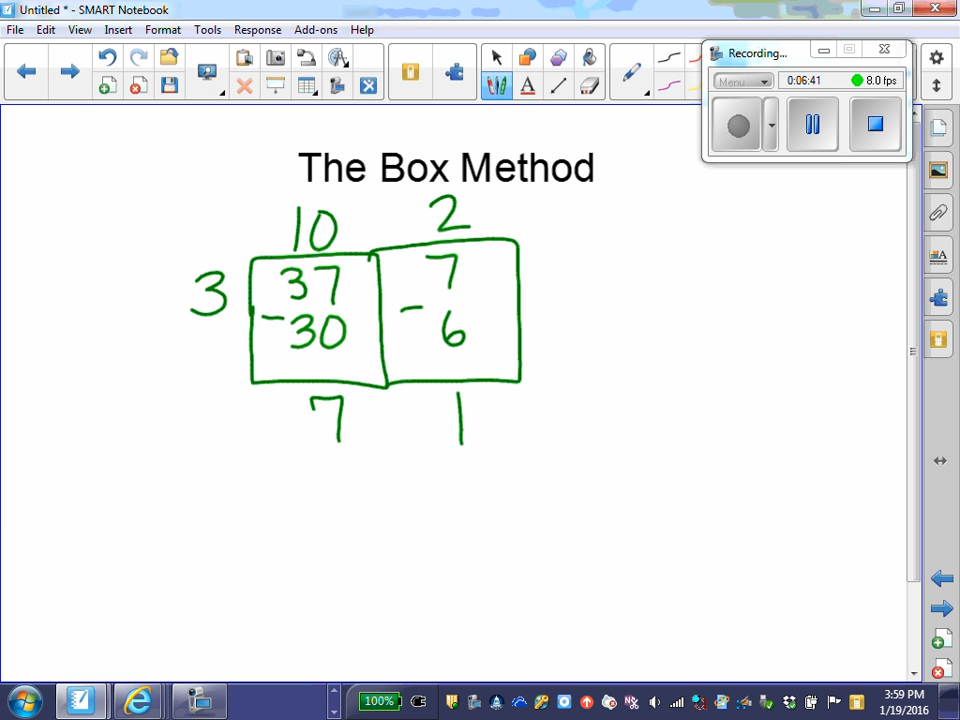 Untitled * - SMART Notebook
File Edit View Insert Format Tools Response Add-ons Help
Recording...
Menu 0:06:41 8.0 fps
The Box Method
10 2
3 37 7
- 30 - 6
7 1
100%
3:59 PM
1/19/2016